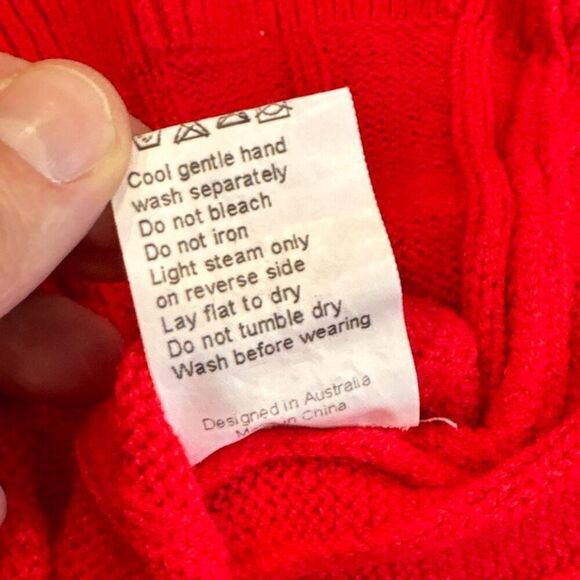 Cool gentle hand
wash separately
Do not bleach
Do not iron
Light steam only
on reverse side
Lay flat to dry
Do not tumble dry
Wash before wearing
Designed in Australia
Made in China